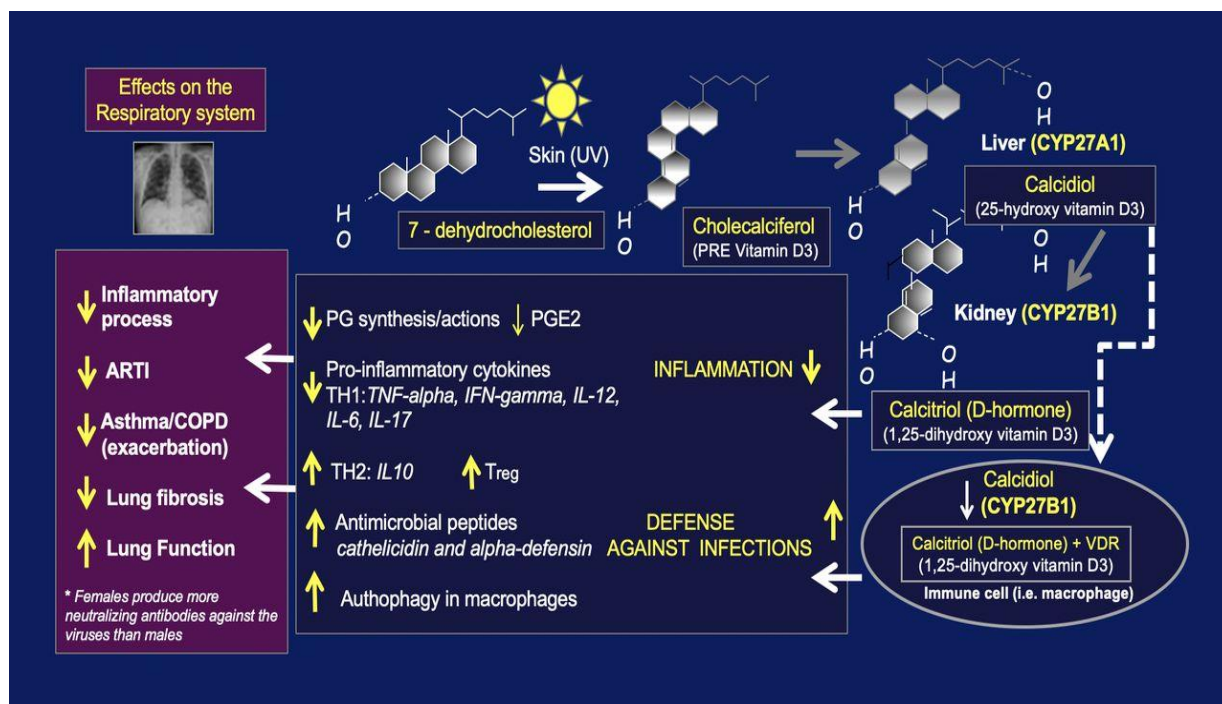 Effects on the
Respiratory system
Skin (UV)
H
O
7 - dehydrocholesterol
H
O
Cholecalciferol
(PRE Vitamin D3)
H
O
O
H
Liver (CYP27A1)
Calcidiol
(25-hydroxy vitamin D3)
O
H
Kidney (CYP27B1)
H
O
O
H
Calcitriol (D-hormone)
(1,25-dihydroxy vitamin D3)
Calcidiol
(CYP27B1)
Calcitriol (D-hormone) + VDR
(1,25-dihydroxy vitamin D3)
Immune cell (i.e. macrophage)
PG synthesis/actions PGE2
Pro-inflammatory cytokines
TH1: TNF-alpha, IFN-gamma, IL-12,
IL-6, IL-17
INFLAMMATION
TH2: IL10 Treg
Antimicrobial peptides
cathelicidin and alpha-defensin
DEFENSE
AGAINST INFECTIONS
Authophagy in macrophages
Inflammatory
process
ARTI
Asthma/COPD
(exacerbation)
Lung fibrosis
Lung Function
* Females produce more
neutralizing antibodies against the
viruses than males